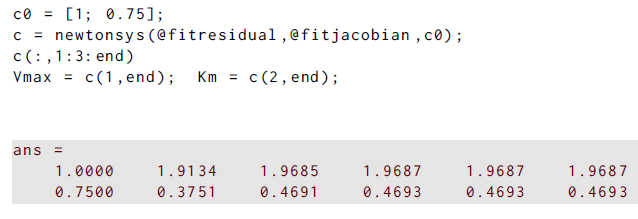 c0 = [1; 0.75];
c = newtonsys(@fitresidual,@fitjacobian,c0);
c(:,1:3:end)
Vmax = c(1,end);  Km = c(2,end);
ans =
1.0000    1.9134    1.9685    1.9687    1.9687    1.9687
0.7500    0.3751    0.4691    0.4693    0.4693    0.4693